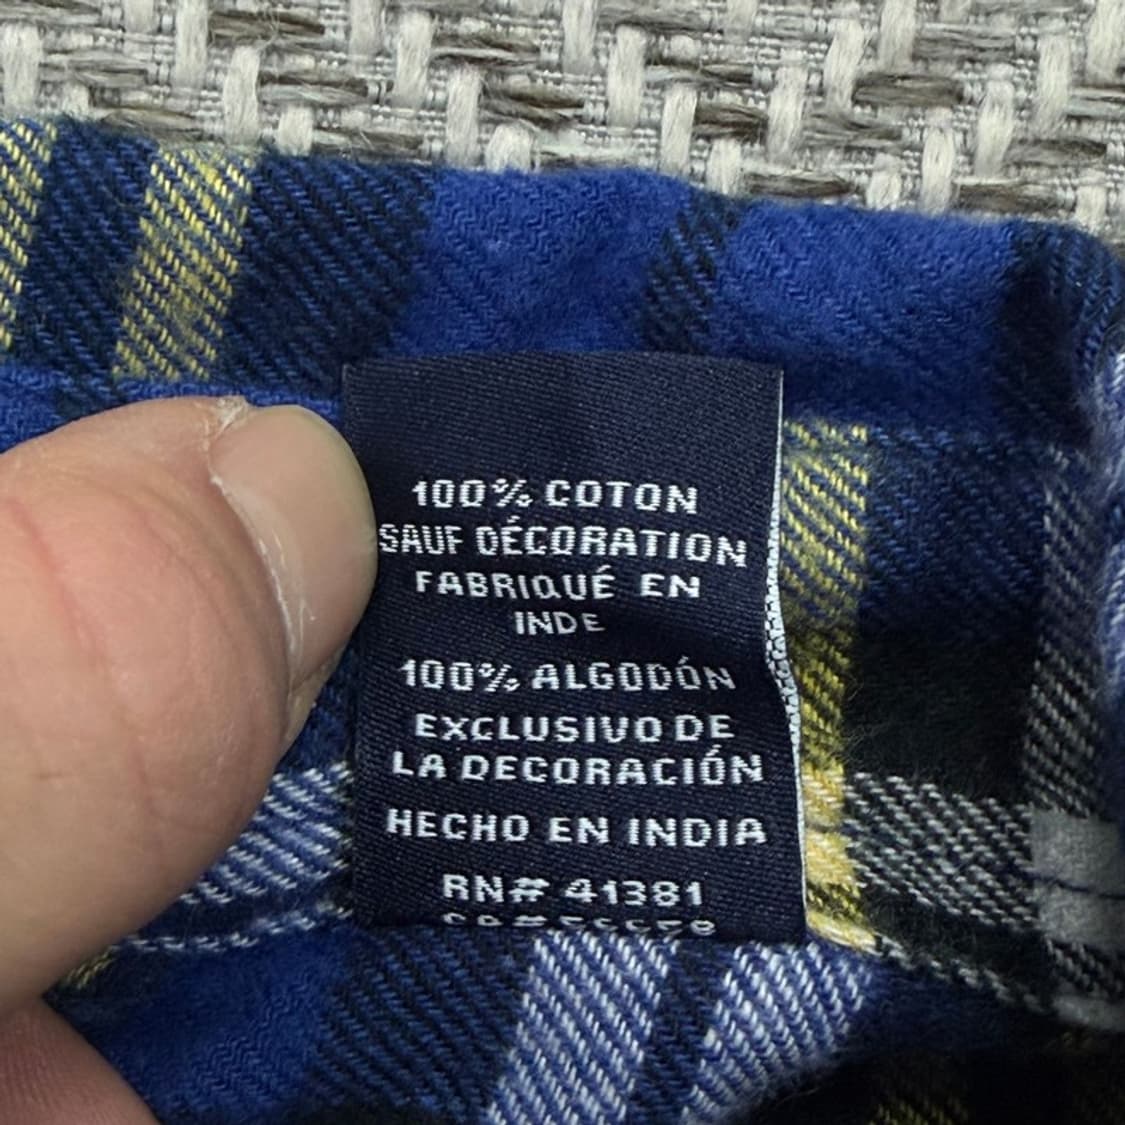 100% COTON
SAUF DÉCORATION
FABRIQUÉ EN
INDE
100% ALGODÓN
EXCLUSIVO DE
LA DECORACIÓN
HECHO EN INDIA
RN# 41381